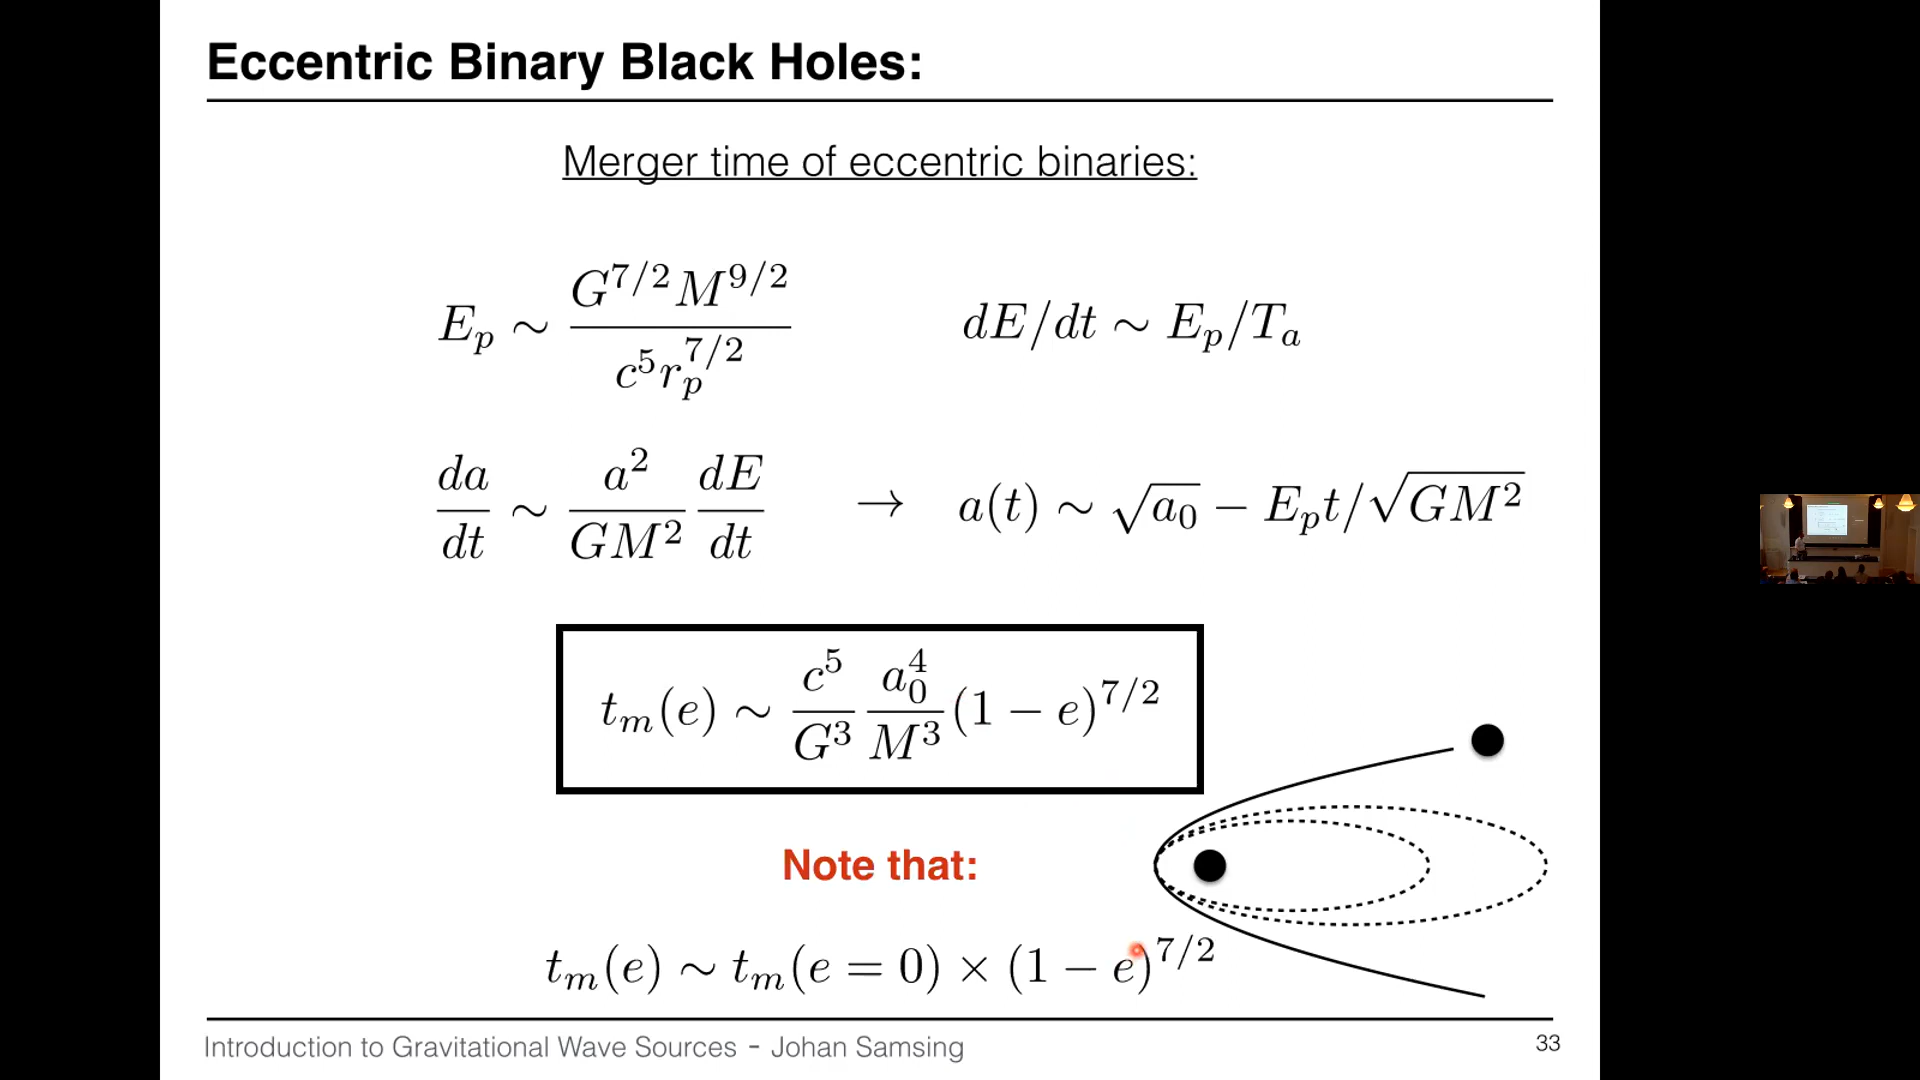 Eccentric Binary Black Holes:
Merger time of eccentric binaries:
E_p ∼ G^{7/2}M^{9/2} / c^5 r_p^{7/2}
dE/dt ∼ E_p/T_a
da/dt ∼ a^2/GM^2 dE/dt → a(t) ∼ √a_0 − E_p t/√GM^2
t_m(e) ∼ c^5/G^3 a_0^4/M^3 (1 − e)^{7/2}
Note that:
t_m(e) ∼ t_m(e = 0) × (1 − e)^{7/2}
Introduction to Gravitational Wave Sources - Johan Samsing
33